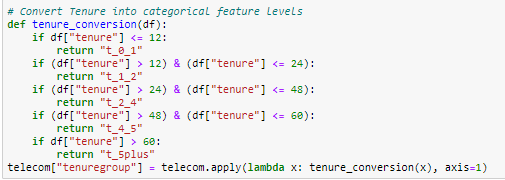 # Convert Tenure into categorical feature levels
def tenure_conversion(df):
    if df["tenure"] <= 12:
        return "t_0_1"
    if (df["tenure"] > 12) & (df["tenure"] <= 24):
        return "t_1_2"
    if (df["tenure"] > 24) & (df["tenure"] <= 48):
        return "t_2_4"
    if (df["tenure"] > 48) & (df["tenure"] <= 60):
        return "t_4_5"
    if df["tenure"] > 60:
        return "t_5plus"
telecom["tenuregroup"] = telecom.apply(lambda x: tenure_conversion(x), axis=1)